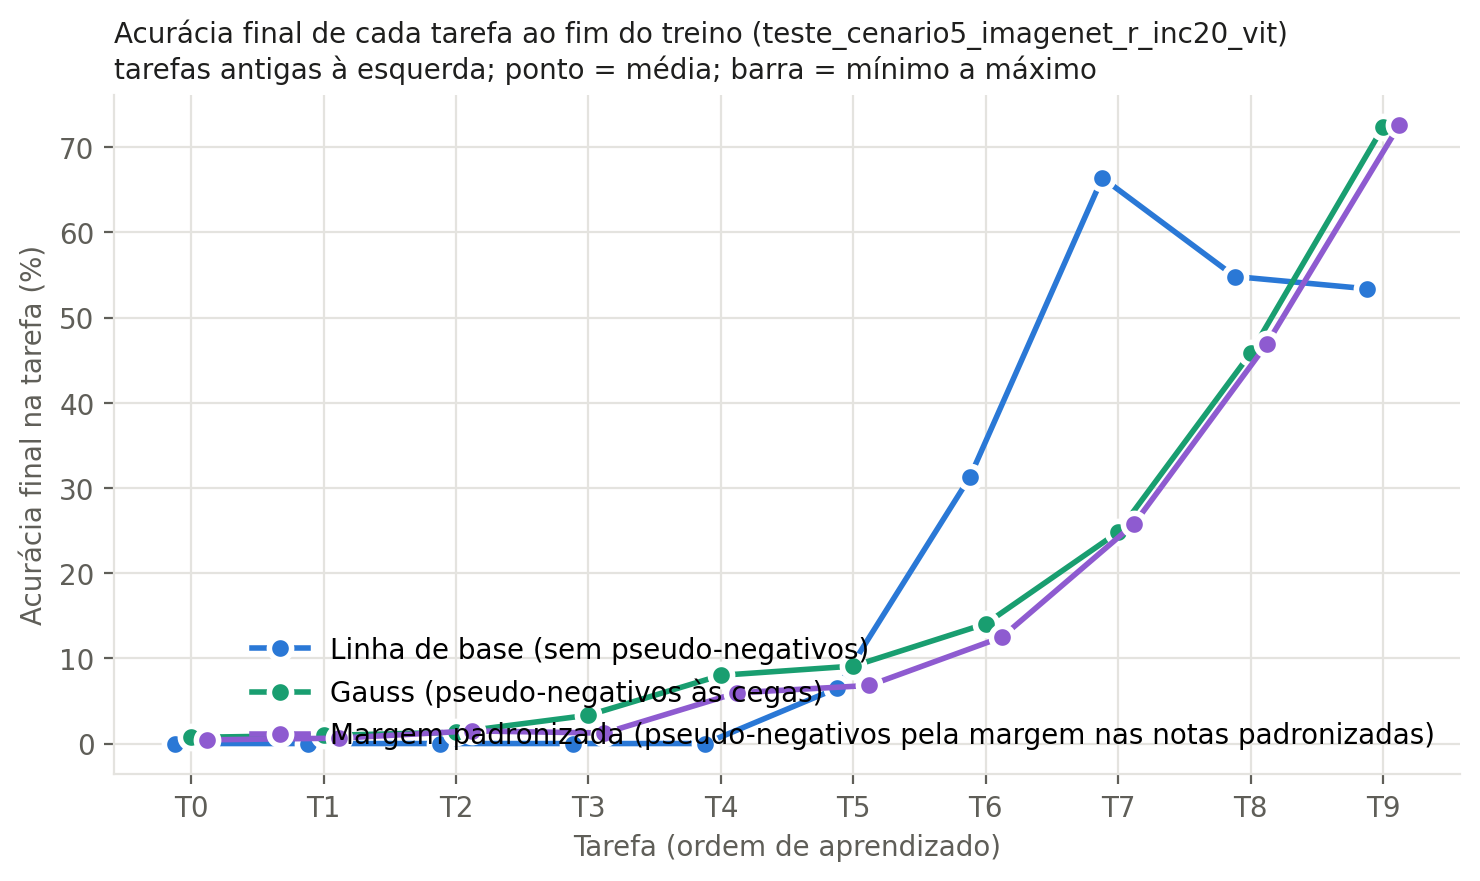 Acurácia final de cada tarefa ao fim do treino (teste_cenario5_imagenet_r_inc20_vit)
tarefas antigas à esquerda; ponto = média; barra = mínimo a máximo
Acurácia final na tarefa (%)
70
60
50
40
30
20
10
0
Linha de base (sem pseudo-negativos)
Gauss (pseudo-negativos às cegas)
Margem padronizada (pseudo-negativos pela margem nas notas padronizadas)
T0 T1 T2 T3 T4 T5 T6 T7 T8 T9
Tarefa (ordem de aprendizado)